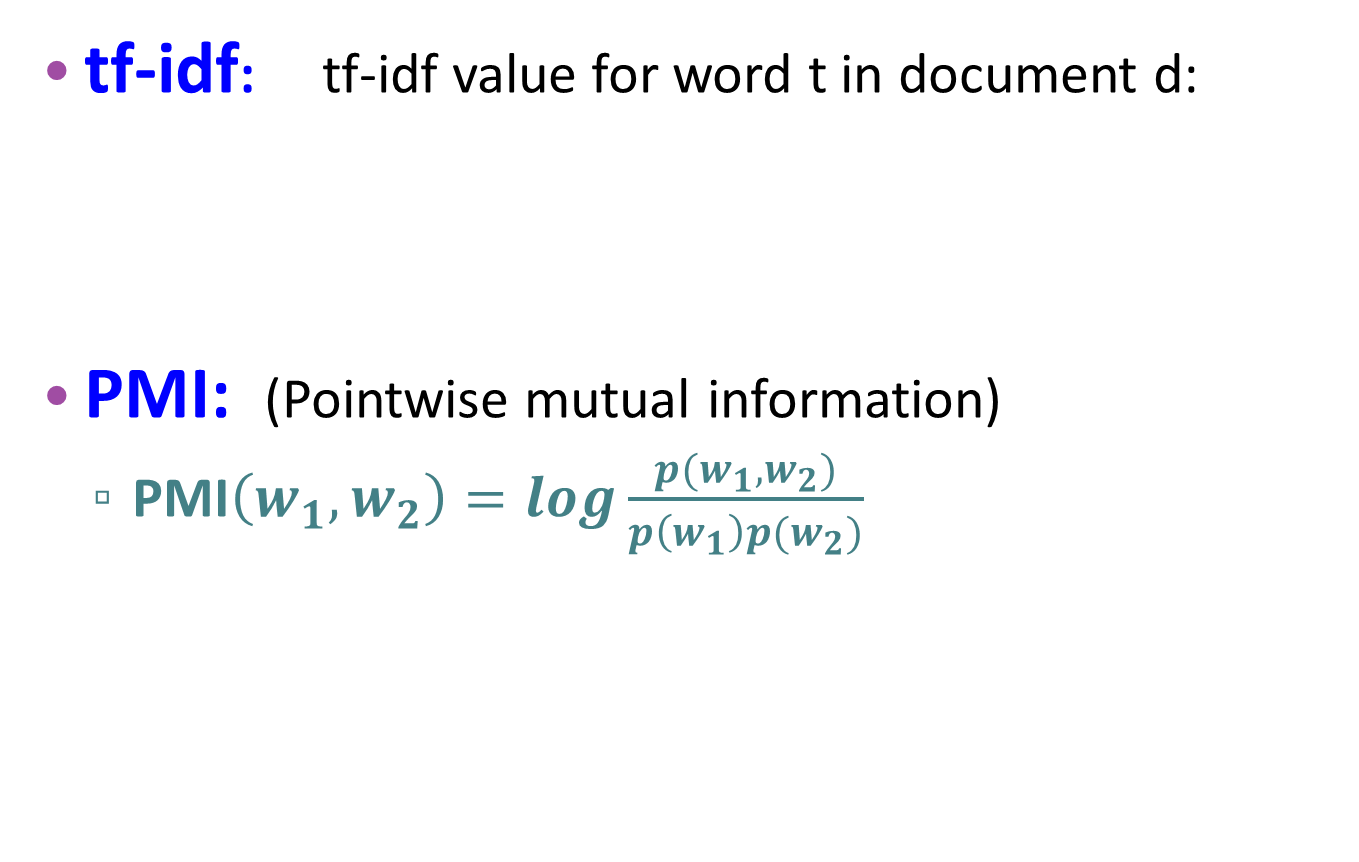 • tf-idf: tf-idf value for word t in document d:
• PMI: (Pointwise mutual information)
▫ PMI(w₁, w₂) = log p(w₁,w₂) / p(w₁)p(w₂)